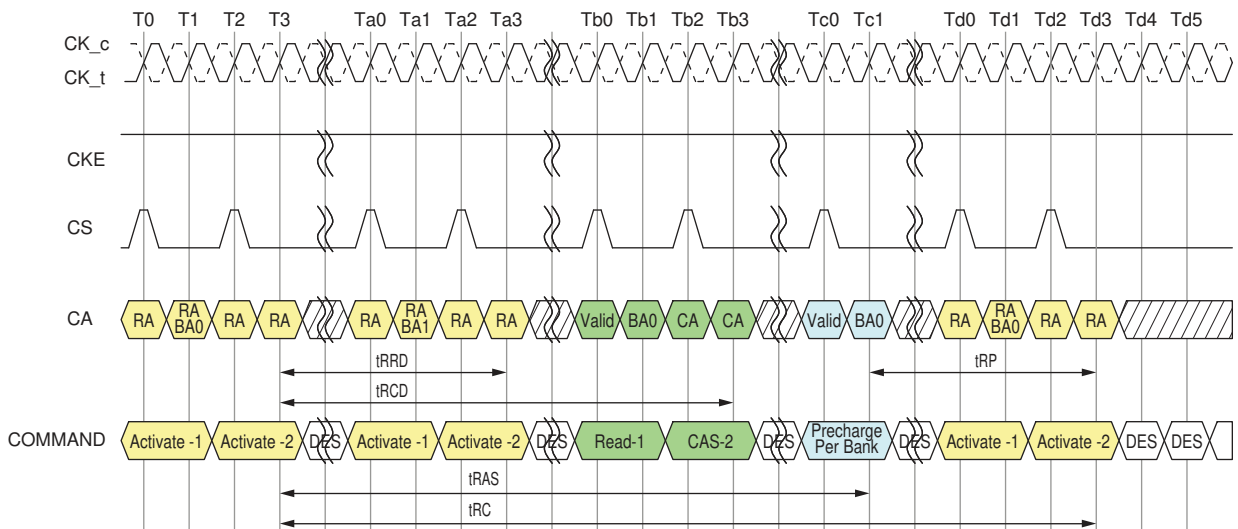 T0 T1 T2 T3 Ta0 Ta1 Ta2 Ta3 Tb0 Tb1 Tb2 Tb3 Tc0 Tc1 Td0 Td1 Td2 Td3 Td4 Td5
CK_c
CK_t
CKE
CS
CA RA RA BA0 RA RA RA RA BA1 RA RA Valid BA0 CA CA Valid BA0 RA RA BA0 RA RA
tRRD tRP
tRCD
COMMAND Activate -1 Activate -2 DES Activate -1 Activate -2 DES Read-1 CAS-2 DES Precharge Per Bank DES Activate -1 Activate -2 DES DES
tRAS
tRC